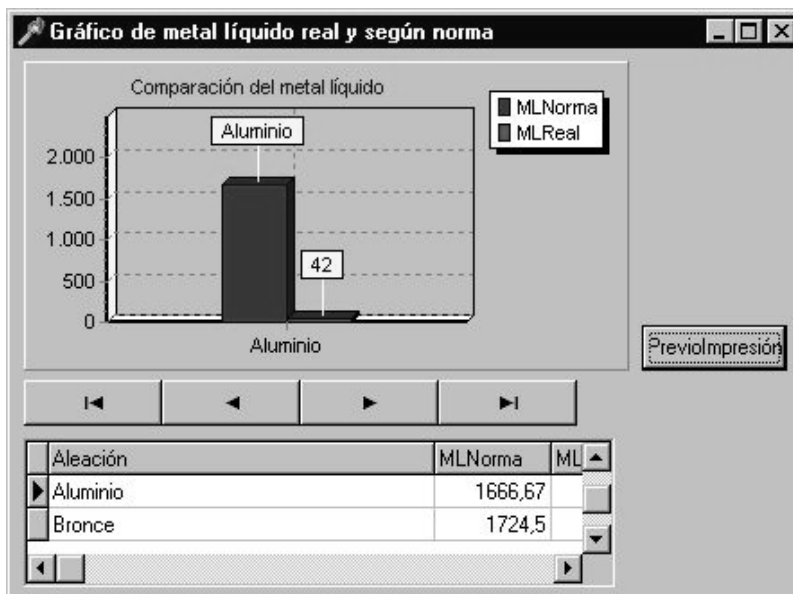 Gráfico de metal líquido real y según norma
Comparación del metal líquido
MLNorma
MLReal
Aluminio
2.000
1.500
1.000
500
0
42
Aluminio
PrevioImpresión
Aleación MLNorma ML
Aluminio 1666,67
Bronce 1724,5